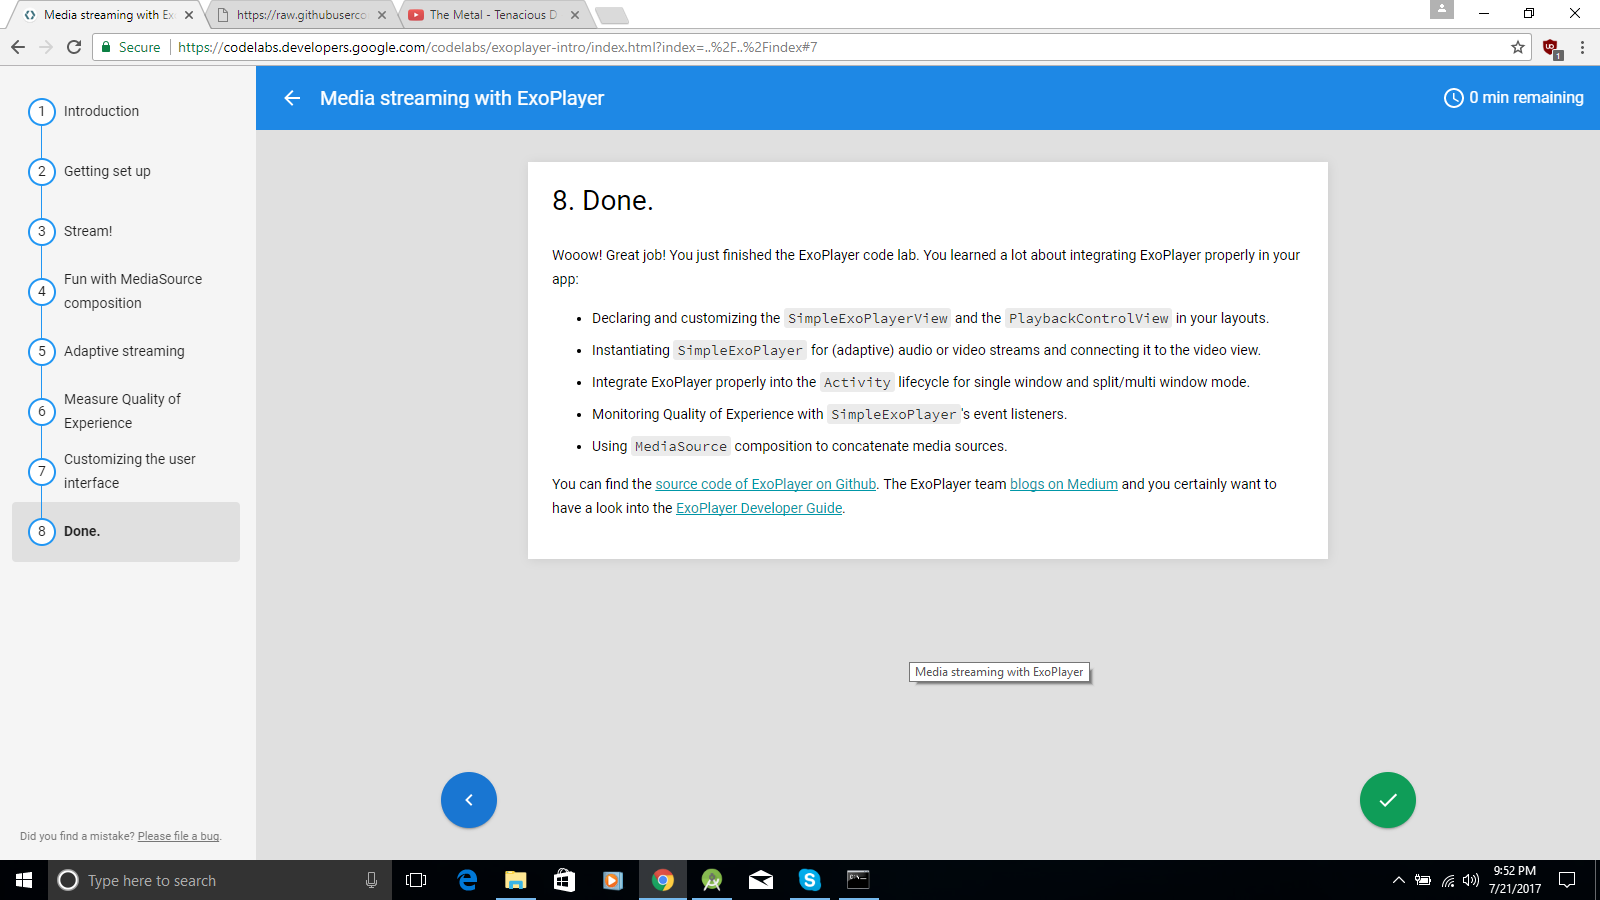 Media streaming with Ex
https://raw.githubuserco
The Metal - Tenacious D
Secure
https://codelabs.developers.google.com/codelabs/exoplayer-intro/index.html?index=..%2F..%2Findex#7
1
Media streaming with ExoPlayer
0 min remaining
1 Introduction
2 Getting set up
3 Stream!
4 Fun with MediaSource
composition
5 Adaptive streaming
6 Measure Quality of
Experience
7 Customizing the user
interface
8 Done.
8. Done.
Wooow! Great job! You just finished the ExoPlayer code lab. You learned a lot about integrating ExoPlayer properly in your
app:
• Declaring and customizing the SimpleExoPlayerView and the PlaybackControlView in your layouts.
• Instantiating SimpleExoPlayer for (adaptive) audio or video streams and connecting it to the video view.
• Integrate ExoPlayer properly into the Activity lifecycle for single window and split/multi window mode.
• Monitoring Quality of Experience with SimpleExoPlayer's event listeners.
• Using MediaSource composition to concatenate media sources.
You can find the source code of ExoPlayer on Github. The ExoPlayer team blogs on Medium and you certainly want to
have a look into the ExoPlayer Developer Guide.
Media streaming with ExoPlayer
Did you find a mistake? Please file a bug.
Type here to search
9:52 PM
7/21/2017